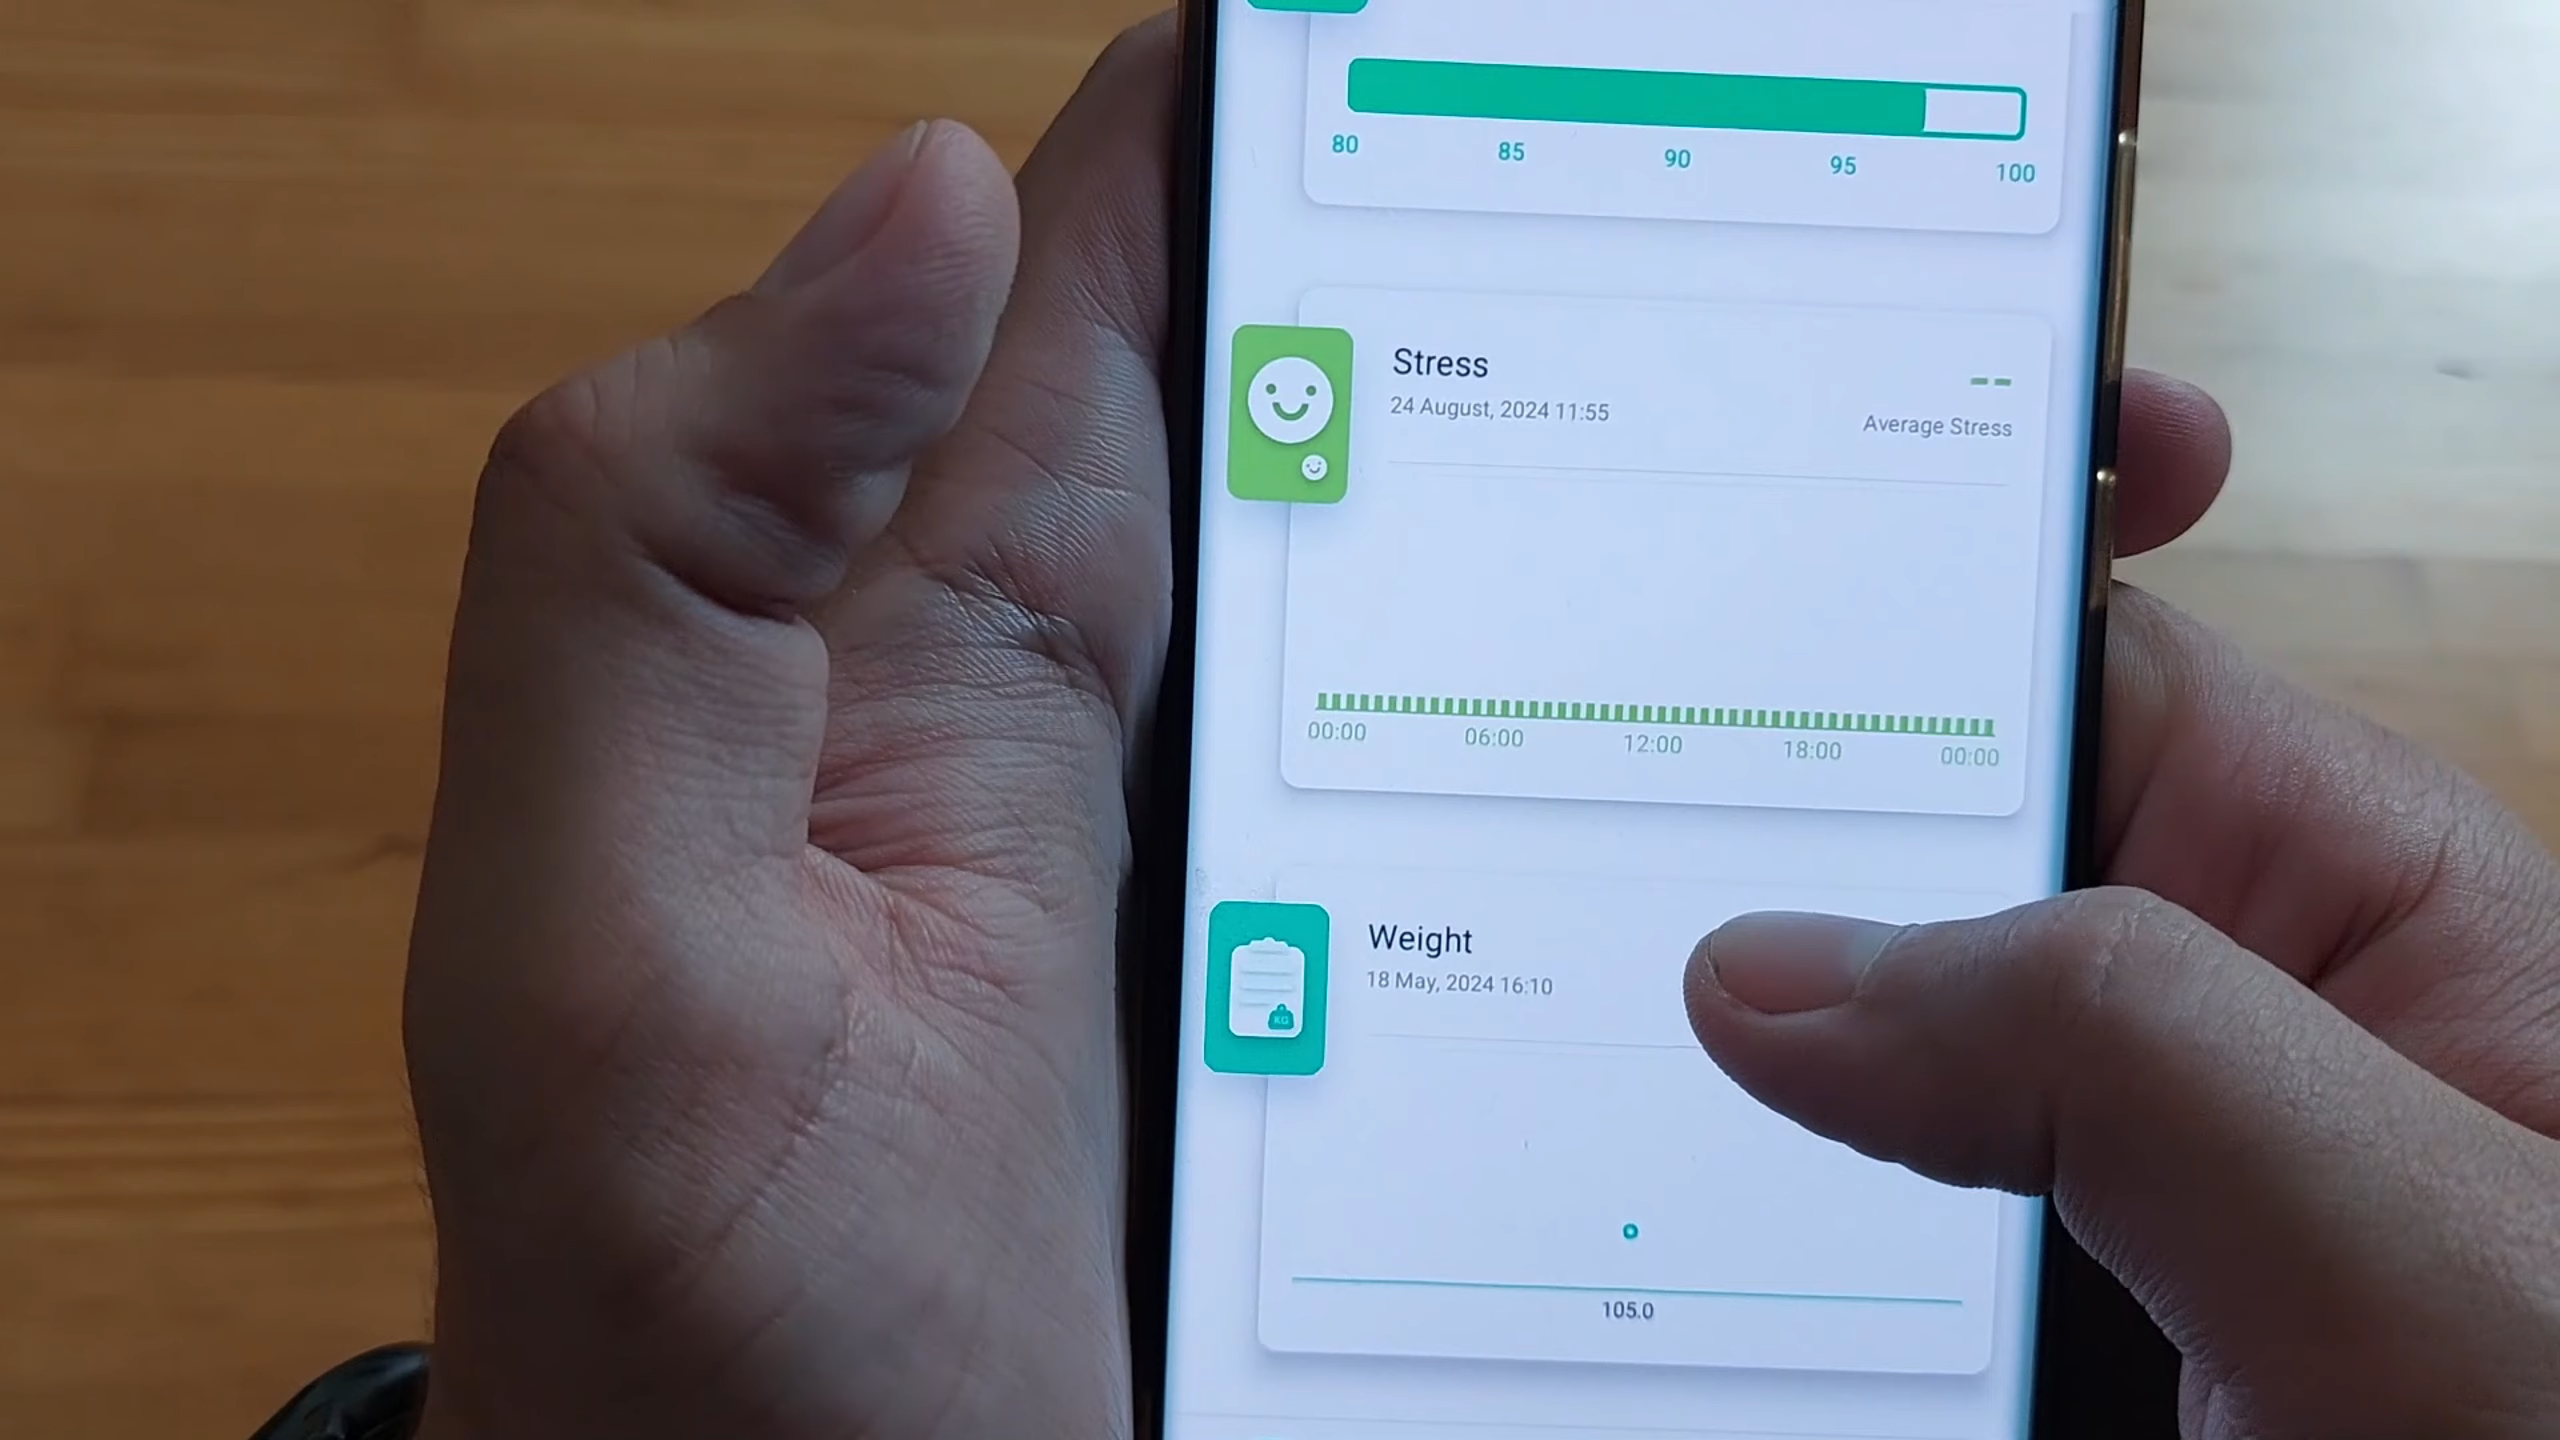 80 85 90 95 100
Stress
--
24 August, 2024 11:55
Average Stress
00:00 06:00 12:00 18:00 00:00
Weight
18 May, 2024 16:10
KG
105.0